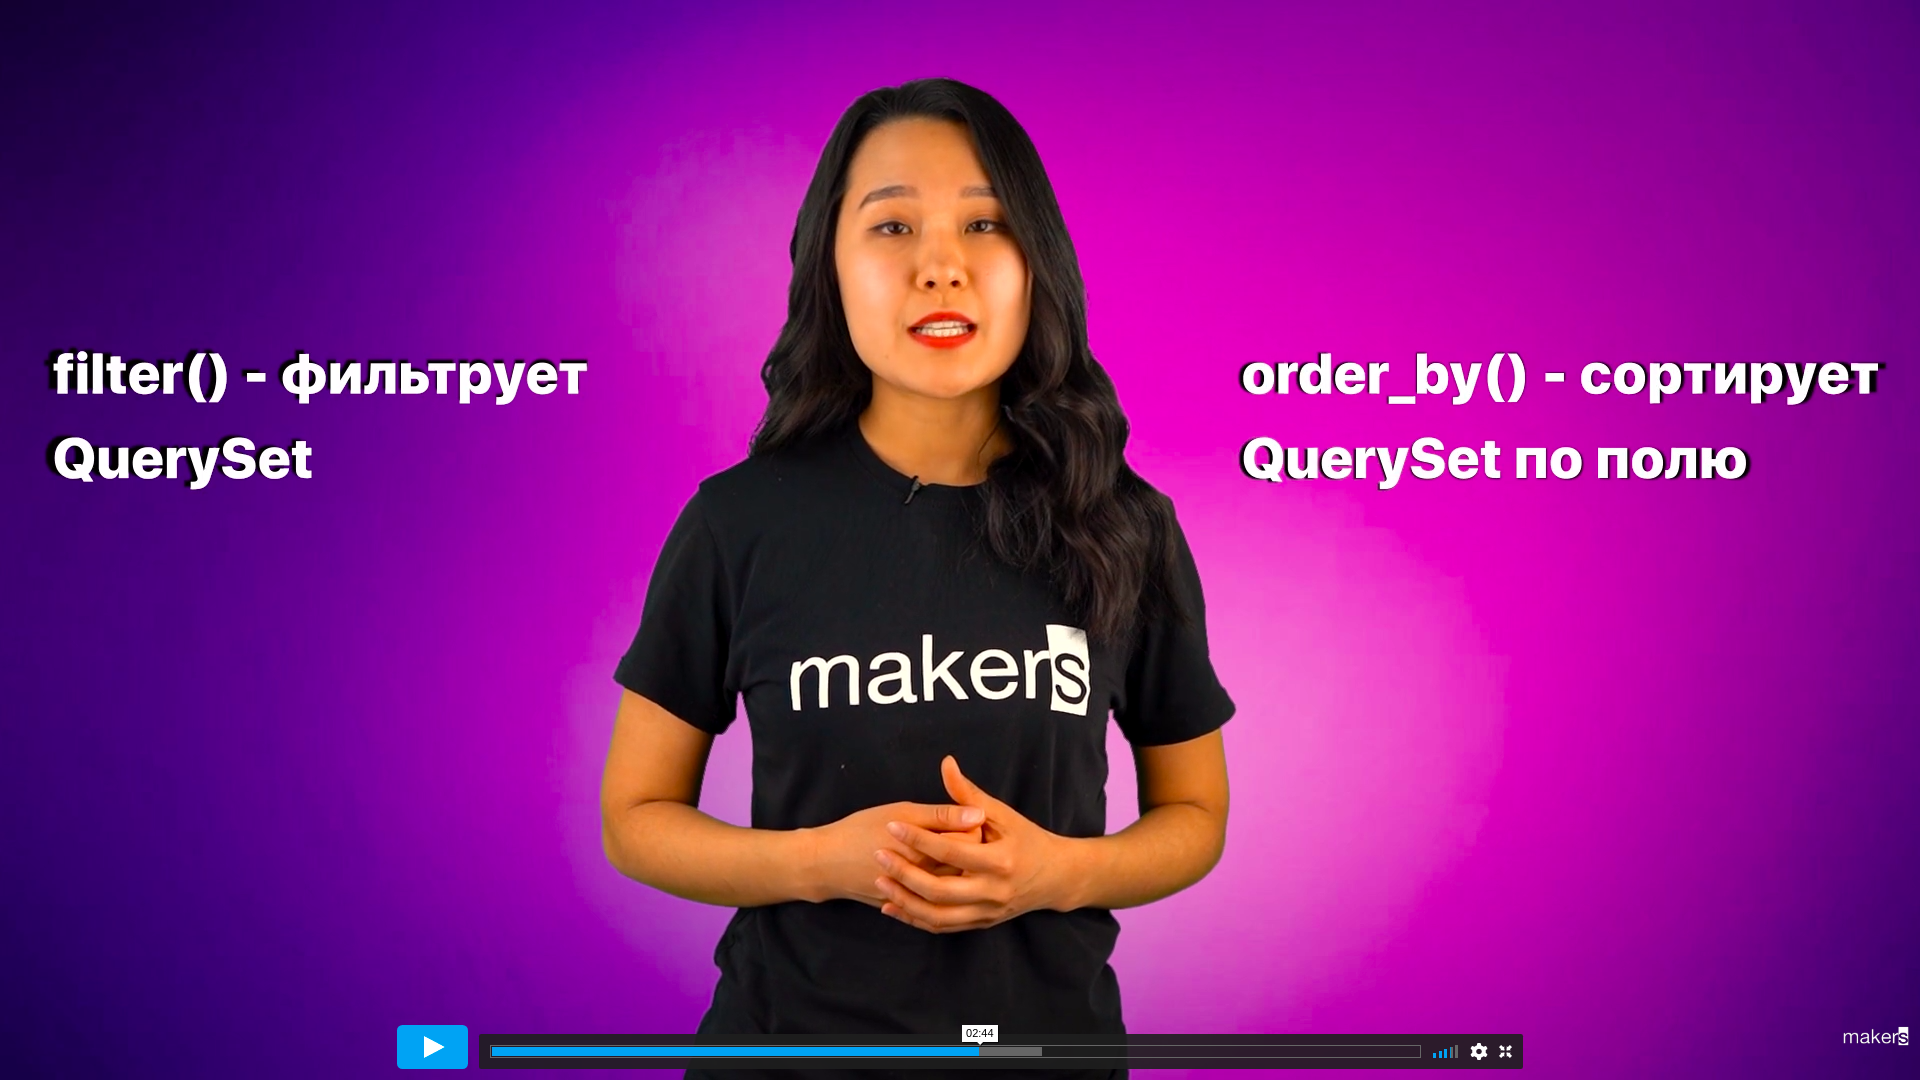 filter() - фильтрует
QuerySet
order_by() - сортирует
QuerySet по полю
makers
02:44
makers